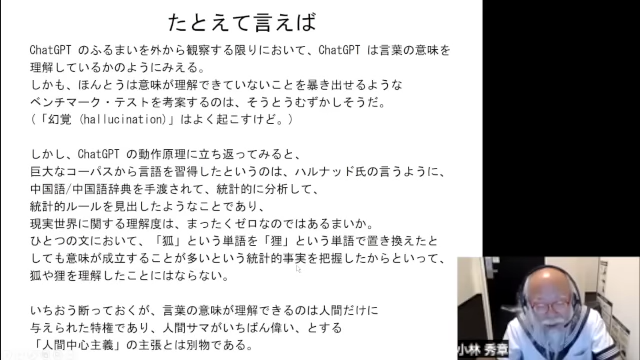 たとえて言えば
ChatGPT のふるまいを外から観察する限りにおいて、ChatGPT は言葉の意味を
理解しているかのようにみえる。
しかも、ほんとうは意味が理解できていないことを暴き出せるような
ベンチマーク・テストを考案するのは、そうとうむずかしそうだ。
(「幻覚 (hallucination)」はよく起こすけど。)
しかし、ChatGPT の動作原理に立ち返ってみると、
巨大なコーパスから言語を習得したというのは、ハルナッド氏の言うように、
中国語/中国語辞典を手渡されて、統計的に分析して、
統計的ルールを見出したようなことであり、
現実世界に関する理解度は、まったくゼロなのではあるまいか。
ひとつの文において、「狐」という単語を「狸」という単語で置き換えたと
しても意味が成立することが多いという統計的事実を把握したからといって、
狐や狸を理解したことにはならない。
いちおう断っておくが、言葉の意味が理解できるのは人間だけに
与えられた特権であり、人間サマがいちばん偉い、とする
「人間中心主義」の主張とは別物である。
小林 秀章